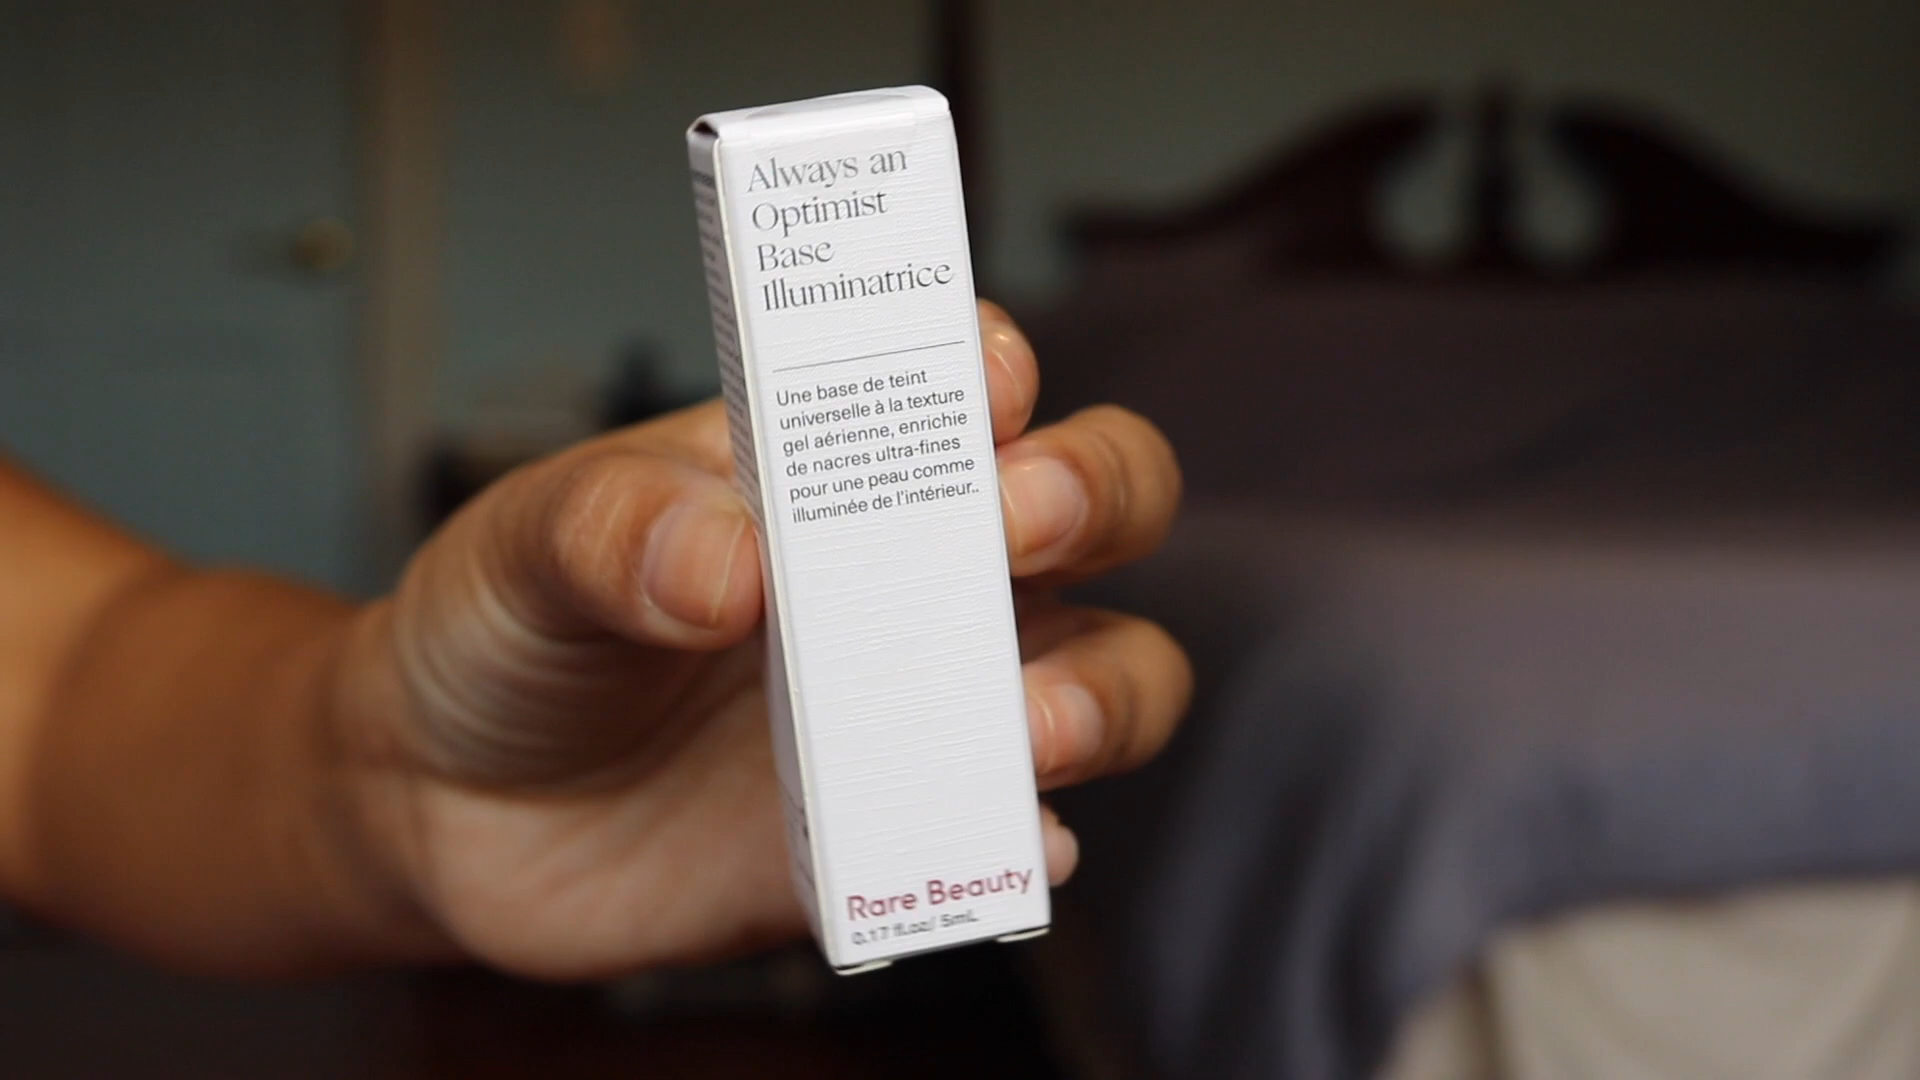 Always an
Optimist
Base
Illuminatrice
Une base de teint
universelle à la texture
gel aérienne, enrichie
de nacres ultra-fines
pour une peau comme
illuminée de l'intérieur..
Rare Beauty
0.17 fl.oz/ 5mL